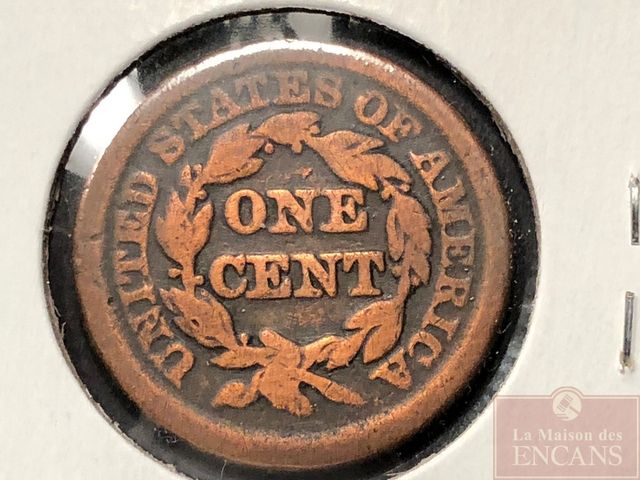 UNITED STATES OF AMERICA
ONE
CENT
La Maison des
ENCANS